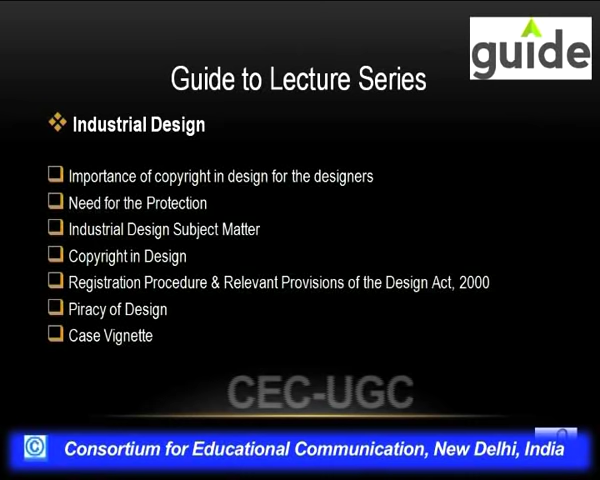 guide
Guide to Lecture Series
Industrial Design
Importance of copyright in design for the designers
Need for the Protection
Industrial Design Subject Matter
Copyright in Design
Registration Procedure & Relevant Provisions of the Design Act, 2000
Piracy of Design
Case Vignette
CEC-UGC
© Consortium for Educational Communication, New Delhi, India